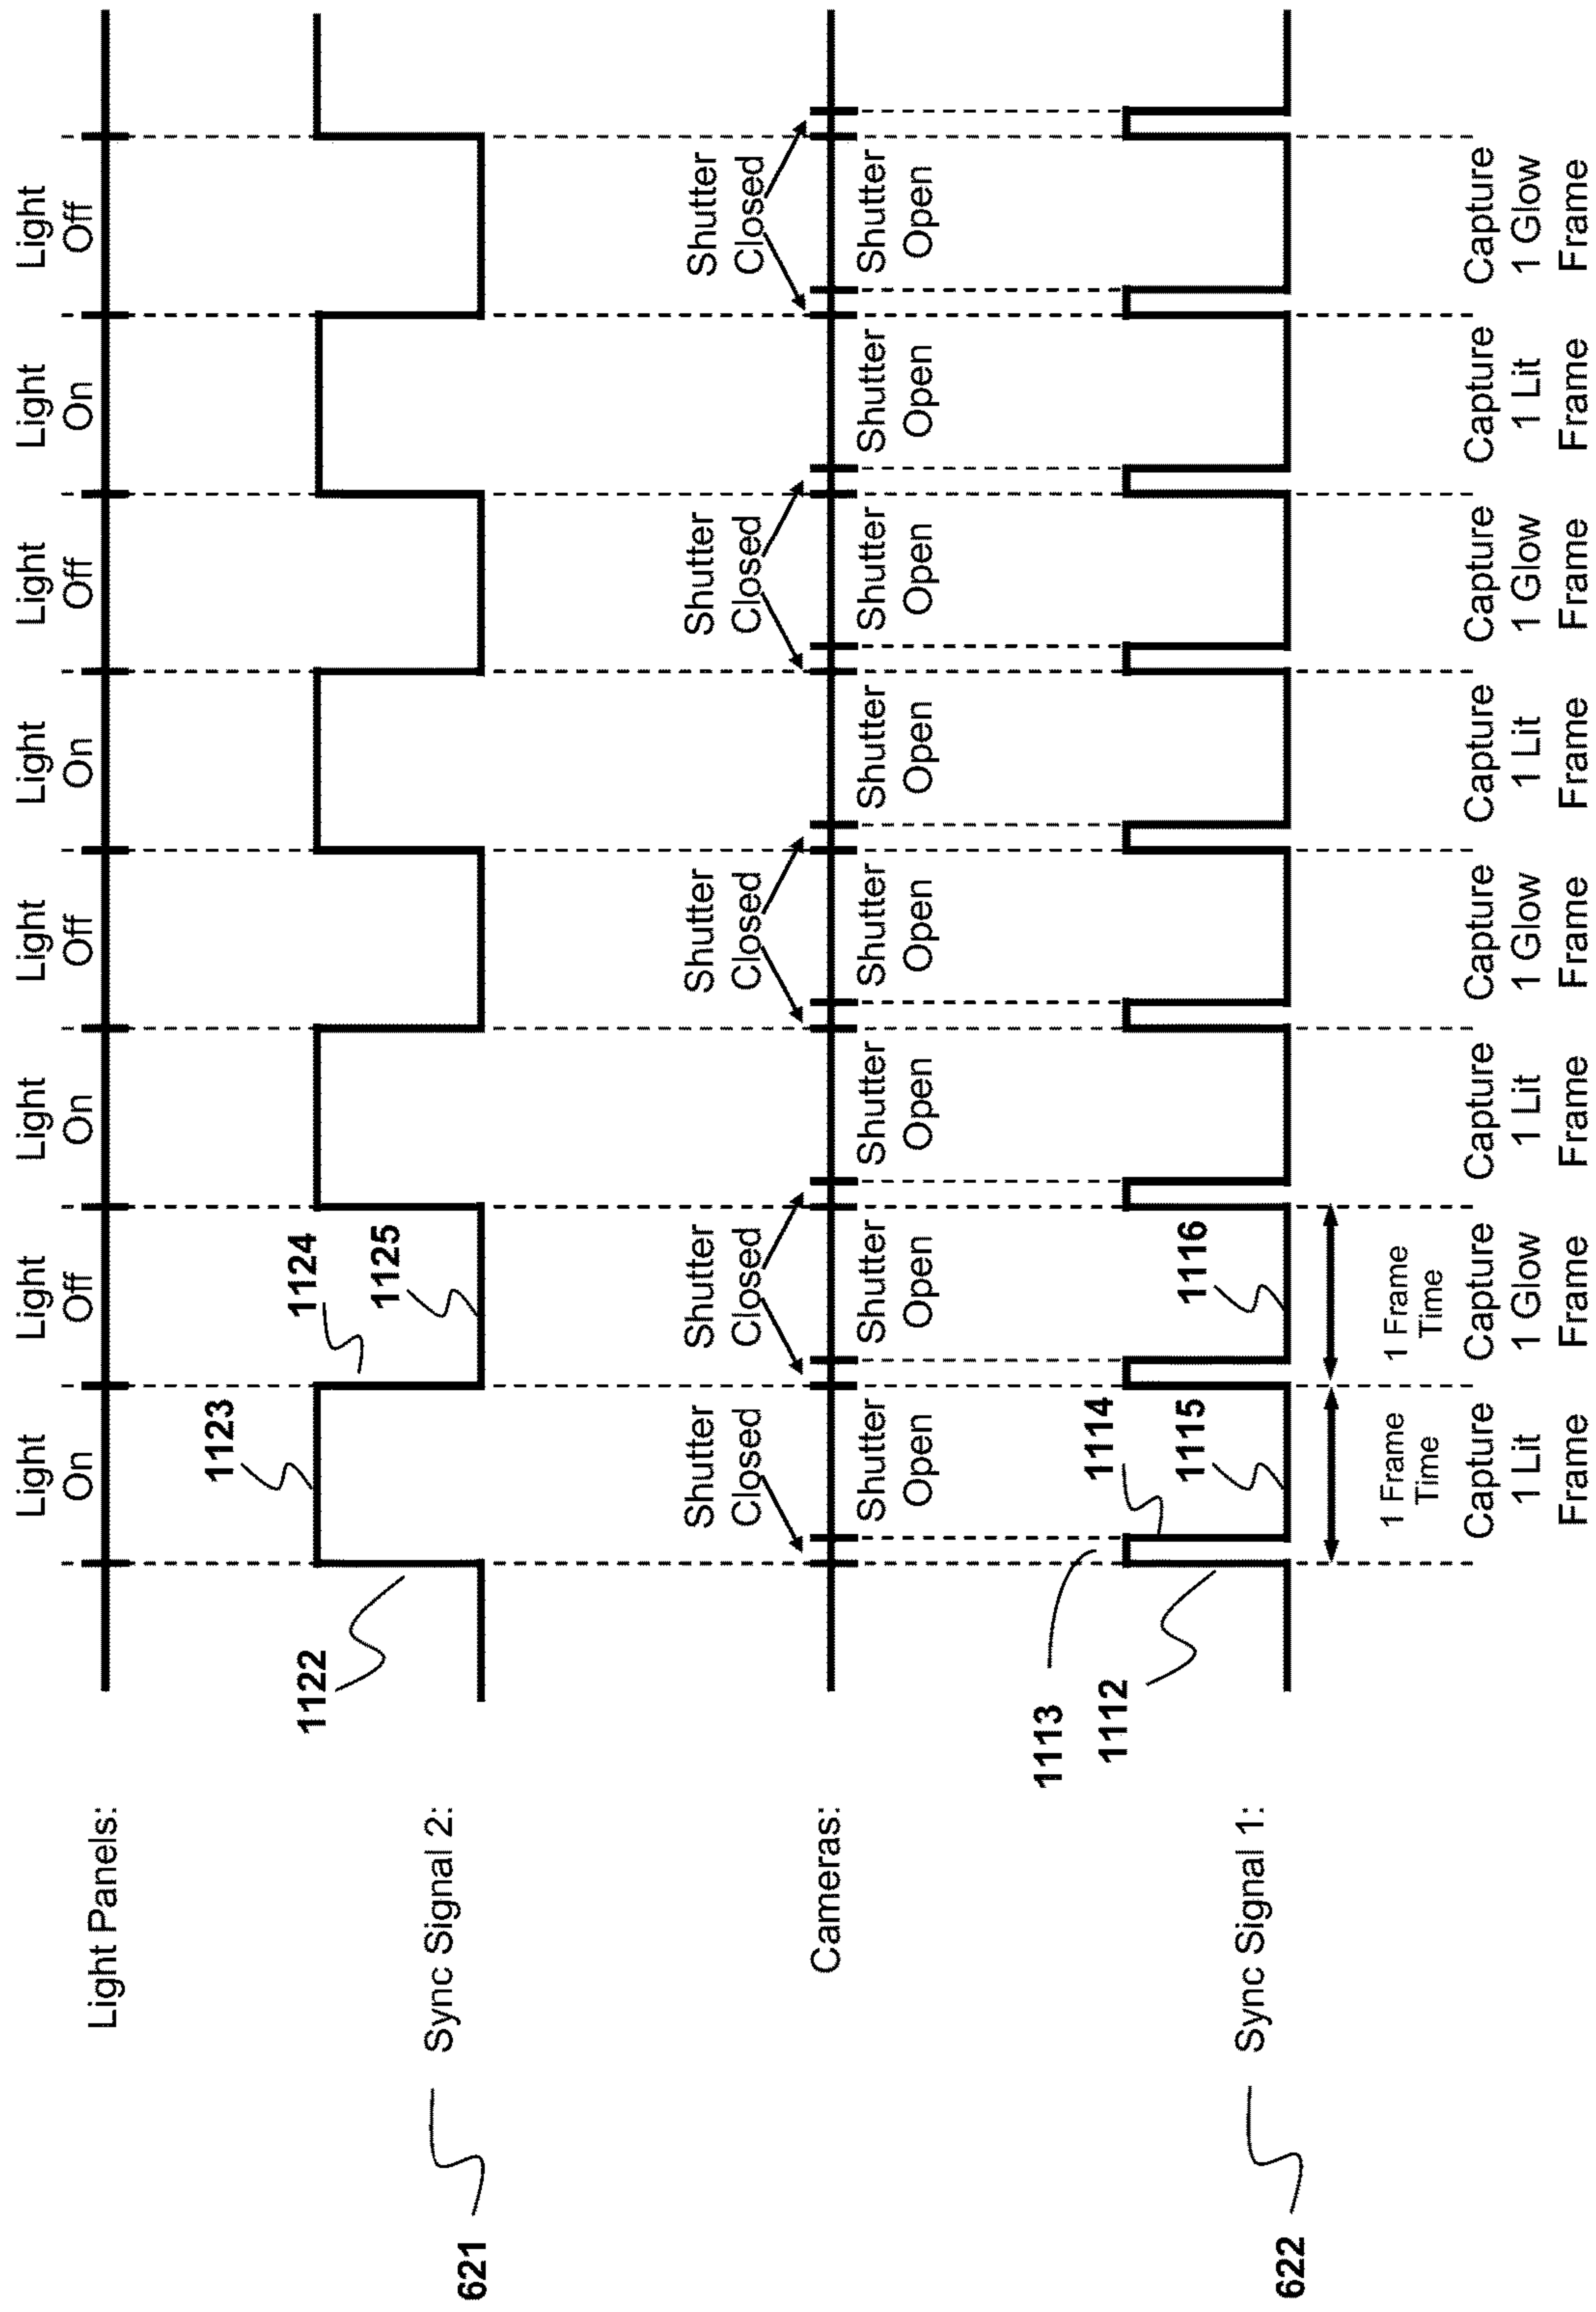 Light Panels:
Light
On
Light
Off
Light
On
Light
Off
Light
On
Light
Off
Light
On
Light
Off
621
Sync Signal 2:
1122
1123
1124
1125
Cameras:
Shutter
Closed
Shutter
Closed
Shutter
Closed
Shutter
Closed
Shutter
Closed
Shutter
Open
Shutter
Open
Shutter
Open
Shutter
Open
Shutter
Open
Shutter
Open
Shutter
Open
Shutter
Open
622
Sync Signal 1:
1113
1112
1114
1115
1116
1 Frame
Time
1 Frame
Time
Capture
1 Lit
Frame
Capture
1 Glow
Frame
Capture
1 Lit
Frame
Capture
1 Glow
Frame
Capture
1 Lit
Frame
Capture
1 Glow
Frame
Capture
1 Lit
Frame
Capture
1 Glow
Frame